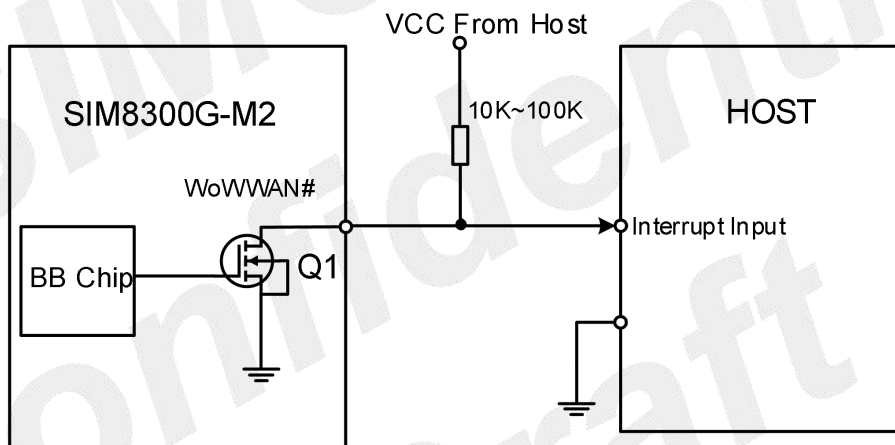 VCC From Host
SIM8300G-M2
10K~100K
HOST
WoWWAN#
Interrupt Input
BB Chip
Q1